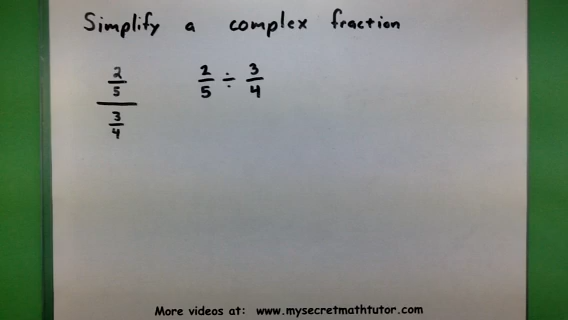 Simplify a complex fraction
2/5 / 3/4
2/5 ÷ 3/4
More videos at: www.mysecretmathtutor.com